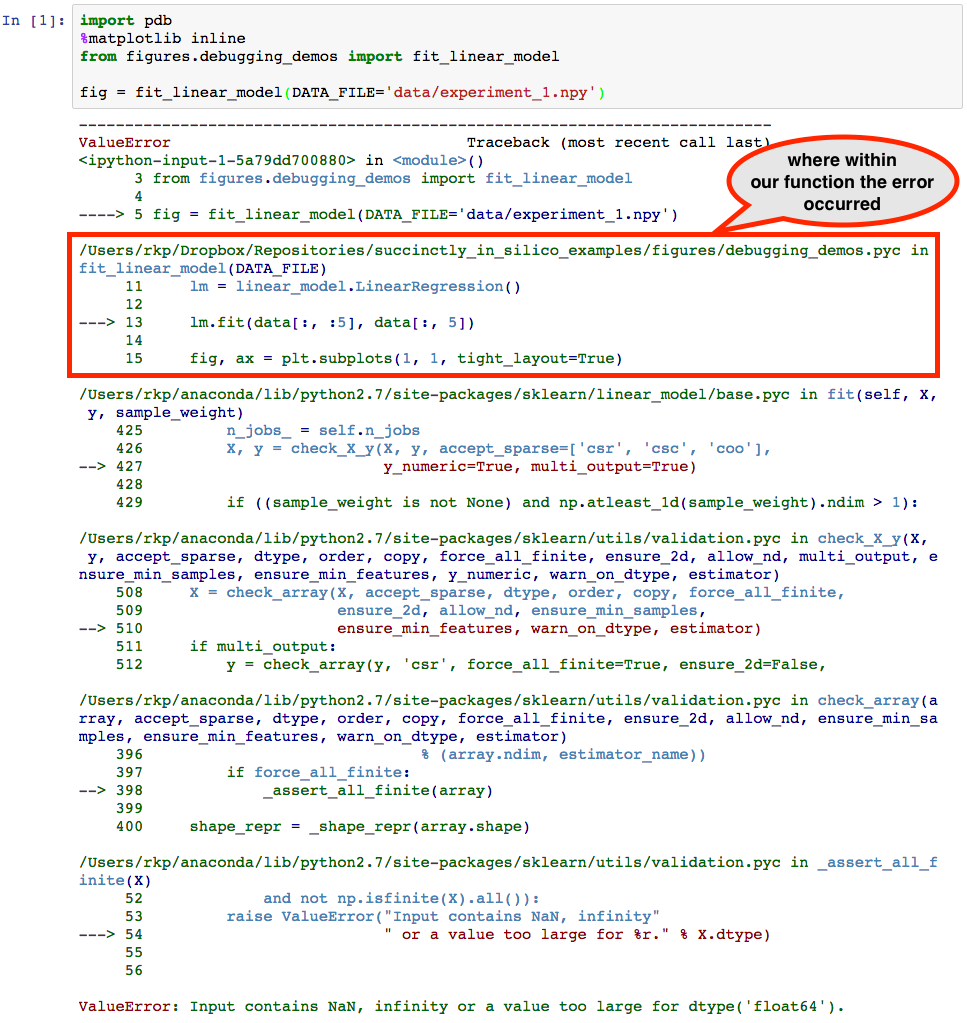 In [1]: import pdb
%matplotlib inline
from figures.debugging_demos import fit_linear_model
fig = fit_linear_model(DATA_FILE='data/experiment_1.npy')
---------------------------------------------------------------------------
ValueError                                Traceback (most recent call last)
<ipython-input-1-5a79dd700880> in <module>()
      3 from figures.debugging_demos import fit_linear_model
      4
----> 5 fig = fit_linear_model(DATA_FILE='data/experiment_1.npy')
where within
our function the error
occurred
/Users/rkp/Dropbox/Repositories/succinctly_in_silico_examples/figures/debugging_demos.pyc in
fit_linear_model(DATA_FILE)
     11     lm = linear_model.LinearRegression()
     12
---> 13     lm.fit(data[:, :5], data[:, 5])
     14
     15     fig, ax = plt.subplots(1, 1, tight_layout=True)
/Users/rkp/anaconda/lib/python2.7/site-packages/sklearn/linear_model/base.pyc in fit(self, X,
 y, sample_weight)
    425         n_jobs_ = self.n_jobs
    426         X, y = check_X_y(X, y, accept_sparse=['csr', 'csc', 'coo'],
--> 427                          y_numeric=True, multi_output=True)
    428
    429         if ((sample_weight is not None) and np.atleast_1d(sample_weight).ndim > 1):
/Users/rkp/anaconda/lib/python2.7/site-packages/sklearn/utils/validation.pyc in check_X_y(X,
 y, accept_sparse, dtype, order, copy, force_all_finite, ensure_2d, allow_nd, multi_output, e
nsure_min_samples, ensure_min_features, y_numeric, warn_on_dtype, estimator)
    508     X = check_array(X, accept_sparse, dtype, order, copy, force_all_finite,
    509                     ensure_2d, allow_nd, ensure_min_samples,
--> 510                     ensure_min_features, warn_on_dtype, estimator)
    511     if multi_output:
    512         y = check_array(y, 'csr', force_all_finite=True, ensure_2d=False,
/Users/rkp/anaconda/lib/python2.7/site-packages/sklearn/utils/validation.pyc in check_array(a
rray, accept_sparse, dtype, order, copy, force_all_finite, ensure_2d, allow_nd, ensure_min_sa
mples, ensure_min_features, warn_on_dtype, estimator)
    396                              % (array.ndim, estimator_name))
    397         if force_all_finite:
--> 398             _assert_all_finite(array)
    399
    400     shape_repr = _shape_repr(array.shape)
/Users/rkp/anaconda/lib/python2.7/site-packages/sklearn/utils/validation.pyc in _assert_all_f
inite(X)
     52             and not np.isfinite(X).all()):
     53         raise ValueError("Input contains NaN, infinity"
---> 54                          " or a value too large for %r." % X.dtype)
     55
     56
ValueError: Input contains NaN, infinity or a value too large for dtype('float64').